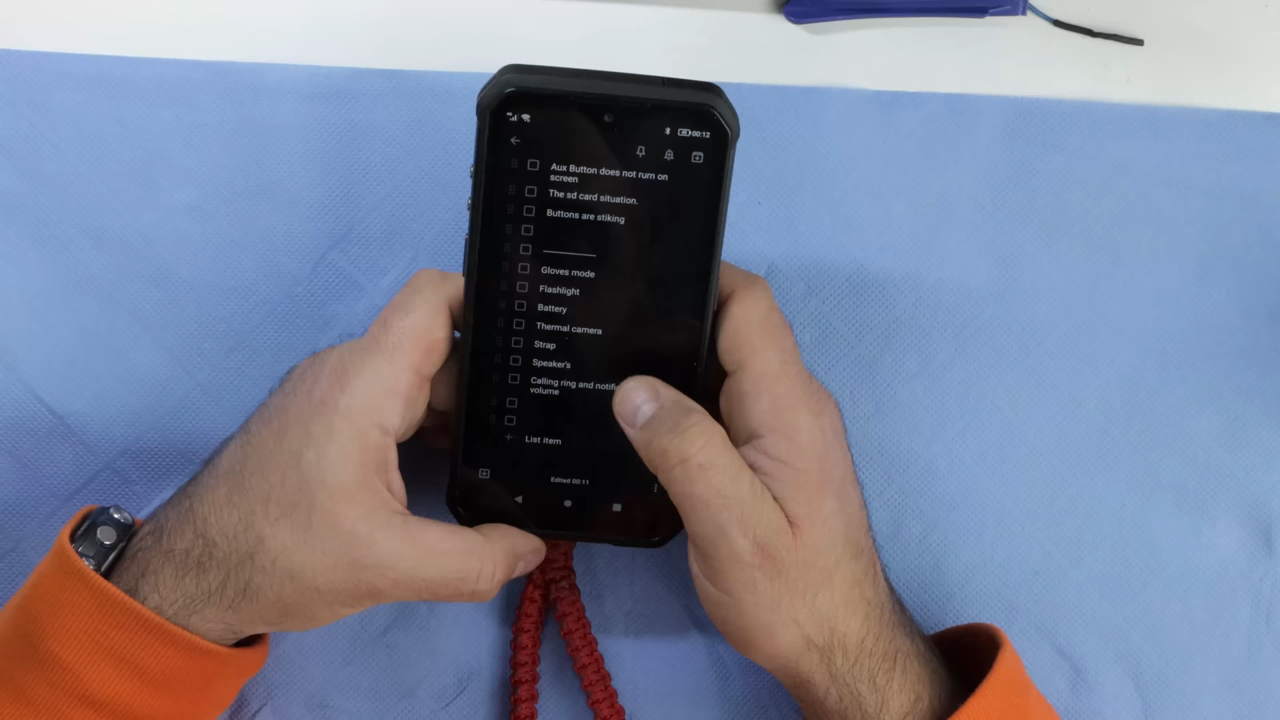 00:12
Aux Button does not rurn on
screen
The sd card situation.
Buttons are stiking
Gloves mode
Flashlight
Battery
Thermal camera
Strap
Speaker's
Calling ring and notifi
volume
+ List item
Edited 00:11